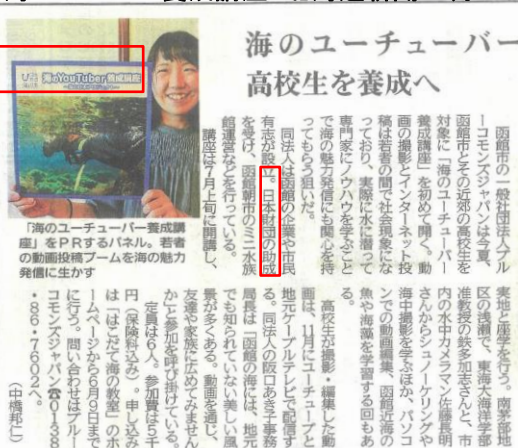 海のユーチューバー
高校生を養成へ
海のYouTuber養成講座
「海のユーチューバー養成講
座」をPRするパネル。若者
の動画投稿ブームを海の魅力
発信に生かす
函館市の一般社団法人ブル
ーコモンズジャパンは今夏、
函館市とその近郊の高校生を
対象に「海のユーチューバー
養成講座」を初めて開く。動
画の撮影とインターネット投
稿は若者の間で社会現象にな
っており、実際に水に潜って
専門家にノウハウを学ぶこと
で海の魅力発信にも関心を持
ってもらう狙いだ。
同法人は函館の企業や市民
有志が設立。日本財団の助成
を受け、函館朝市のミニ水族
館運営などを行っている。
講座は7月上旬に開講し、
実地と座学を行う。南茅部地
区の浅瀬で、東海大海洋学部
准教授の鉄多加志さんと、市
内の水中カメラマン佐藤長明
さんからシュノーケリングや
海中撮影を学ぶほか、パソコ
ンでの動画編集、函館近海の
魚や海藻を学習する回もあ
る。
高校生が撮影・編集した動
画は、11月にユーチューブと
地元ケーブルテレビで配信す
る。同法人の阪口あき子事務
局長は「函館の海には、地元
でも知られていない美しい風
景が多くある。動画を通じ、
友達や家族に広めてみません
か」と参加を呼び掛けている。
定員は6人。参加費は5千
円（保険料込み）。申し込み
は「はこだて海の教室」のホ
ームページから6月9日まで
に行う。問い合わせはブルー
コモンズジャパン☎0138
・86・7602へ。
（中橋邦仁）